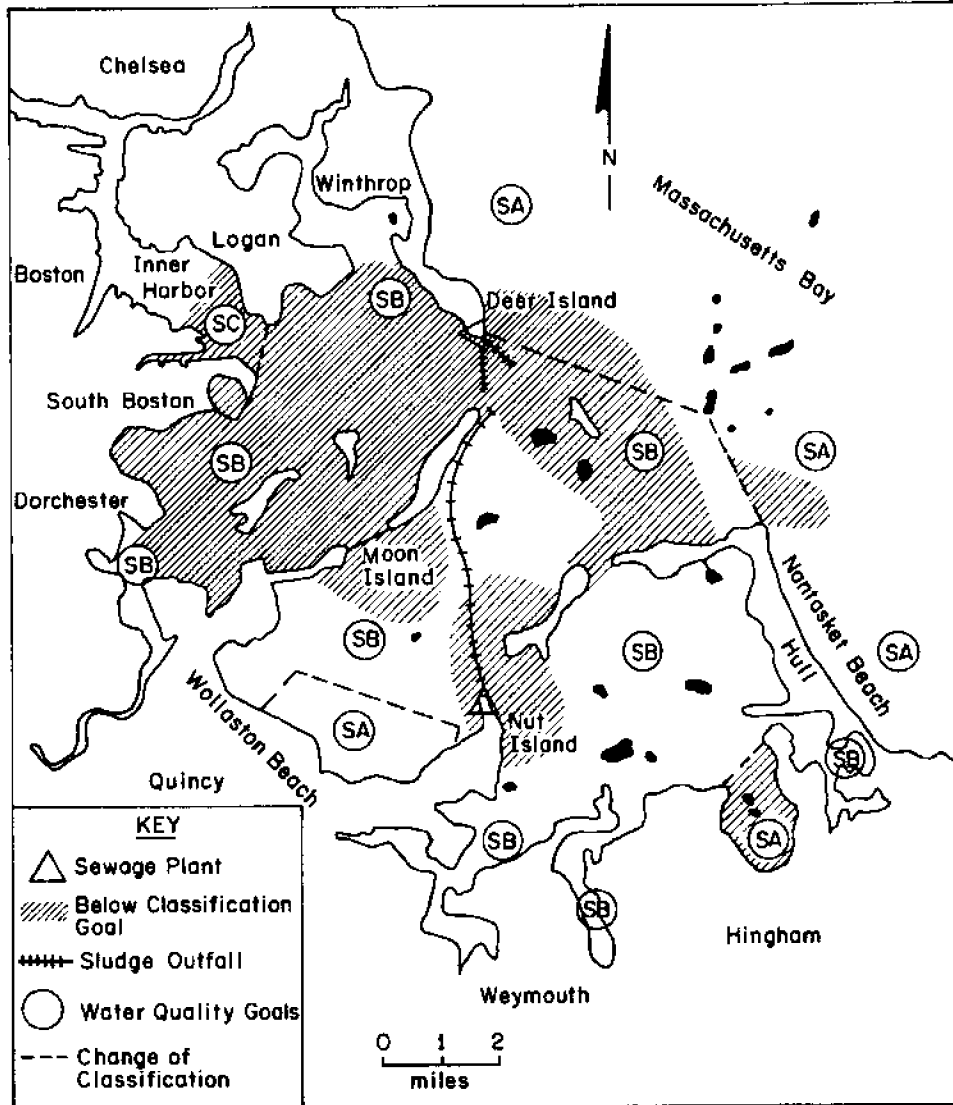 Chelsea
N
Winthrop
SA
Massachusetts
Bay
Logan
Boston
Inner
Harbor
SB
Deer Island
SC
South Boston
SB
SB
SA
Dorchester
SB
Moon
Island
Nantasket Beach
SB
SB
Hull
SA
Wollaston Beach
SA
Nut
Island
SB
Quincy
SB
SA
SB
Hingham
Weymouth
KEY
Sewage Plant
Below Classification
Goal
Sludge Outfall
Water Quality Goals
Change of
Classification
0 1 2
miles